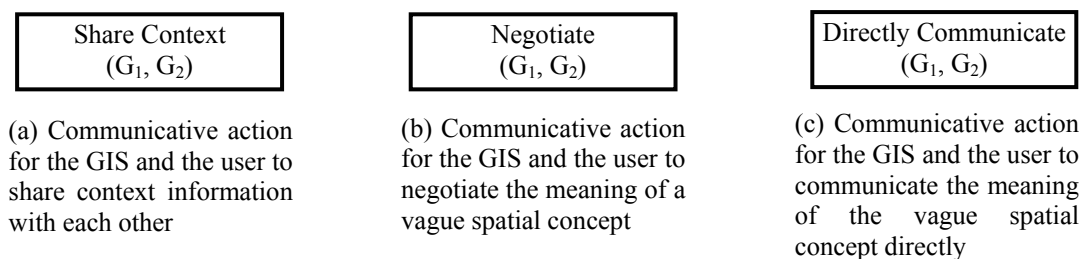 Share Context
(G₁, G₂)
(a) Communicative action
for the GIS and the user to
share context information
with each other
Negotiate
(G₁, G₂)
(b) Communicative action
for the GIS and the user to
negotiate the meaning of a
vague spatial concept
Directly Communicate
(G₁, G₂)
(c) Communicative action
for the GIS and the user to
communicate the meaning
of the vague spatial
concept directly